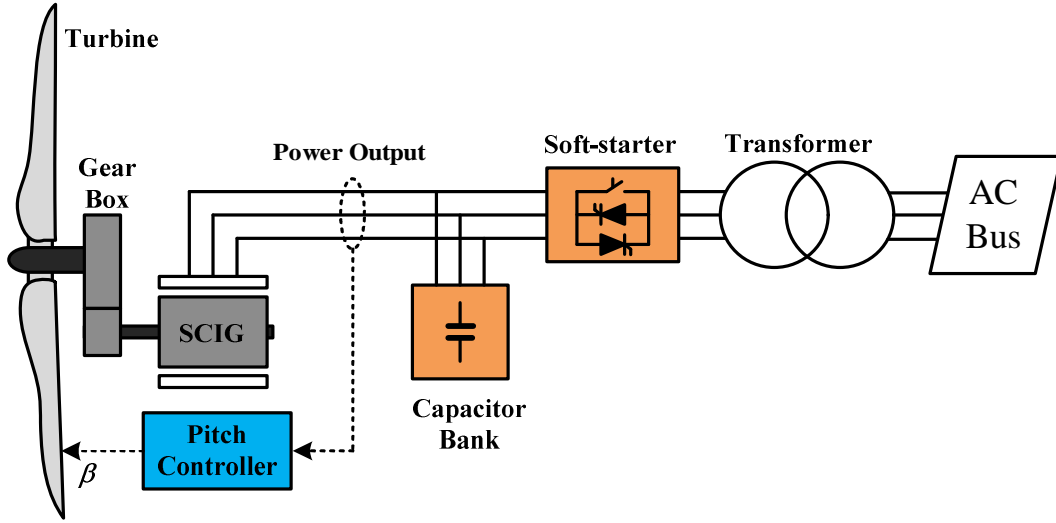 Turbine
Gear
Box
Power Output
Soft-starter
Transformer
AC
Bus
SCIG
Capacitor
Bank
Pitch
Controller
β